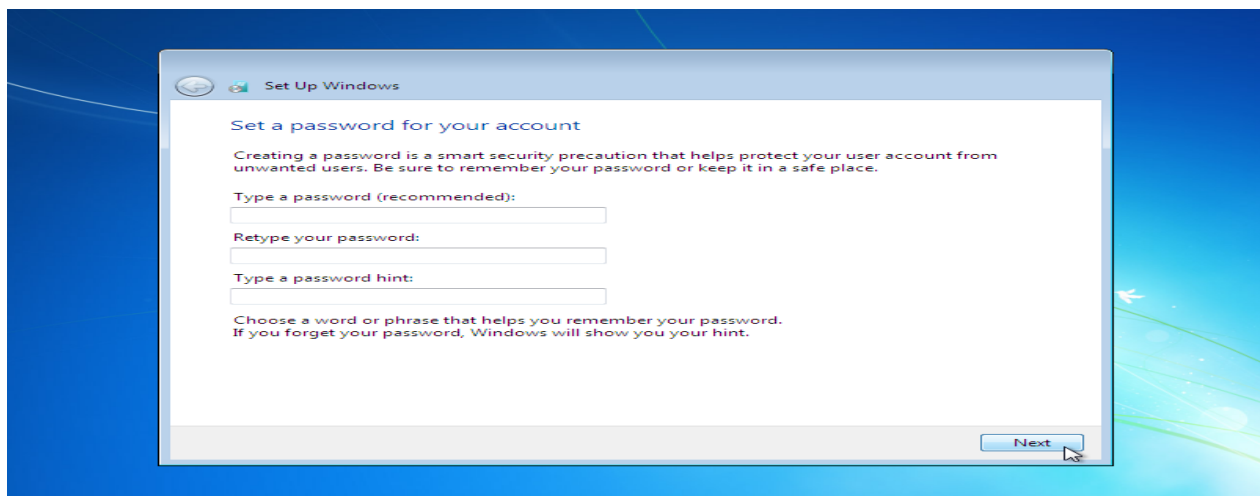 Set Up Windows
Set a password for your account
Creating a password is a smart security precaution that helps protect your user account from
unwanted users. Be sure to remember your password or keep it in a safe place.
Type a password (recommended):
Retype your password:
Type a password hint:
Choose a word or phrase that helps you remember your password.
If you forget your password, Windows will show you your hint.
Next